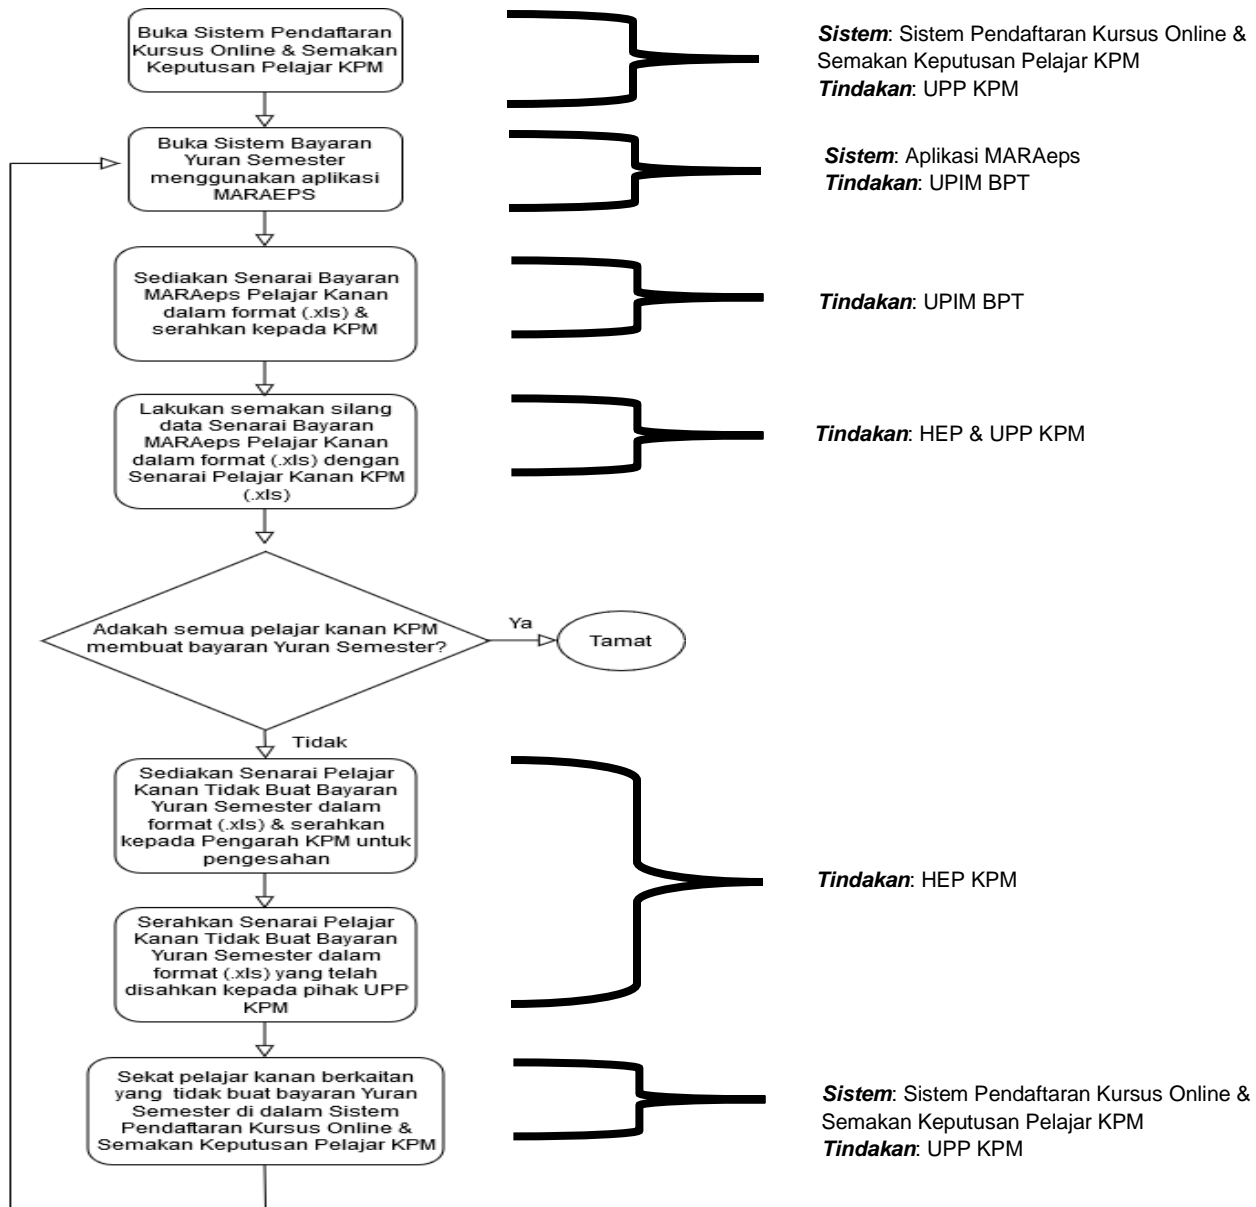 Buka Sistem Pendaftaran
Kursus Online & Semakan
Keputusan Pelajar KPM
Sistem: Sistem Pendaftaran Kursus Online &
Semakan Keputusan Pelajar KPM
Tindakan: UPP KPM
Buka Sistem Bayaran
Yuran Semester
menggunakan aplikasi
MARAEPS
Sistem: Aplikasi MARAeps
Tindakan: UPIM BPT
Sediakan Senarai Bayaran
MARAeps Pelajar Kanan
dalam format (.xls) &
serahkan kepada KPM
Tindakan: UPIM BPT
Lakukan semakan silang
data Senarai Bayaran
MARAeps Pelajar Kanan
dalam format (.xls) dengan
Senarai Pelajar Kanan KPM
(.xls)
Tindakan: HEP & UPP KPM
Adakah semua pelajar kanan KPM
membuat bayaran Yuran Semester?
Ya
Tamat
Tidak
Sediakan Senarai Pelajar
Kanan Tidak Buat Bayaran
Yuran Semester dalam
format (.xls) & serahkan
kepada Pengarah KPM untuk
pengesahan
Tindakan: HEP KPM
Serahkan Senarai Pelajar
Kanan Tidak Buat Bayaran
Yuran Semester dalam
format (.xls) yang telah
disahkan kepada pihak UPP
KPM
Sekat pelajar kanan berkaitan
yang tidak buat bayaran Yuran
Semester di dalam Sistem
Pendaftaran Kursus Online &
Semakan Keputusan Pelajar KPM
Sistem: Sistem Pendaftaran Kursus Online &
Semakan Keputusan Pelajar KPM
Tindakan: UPP KPM